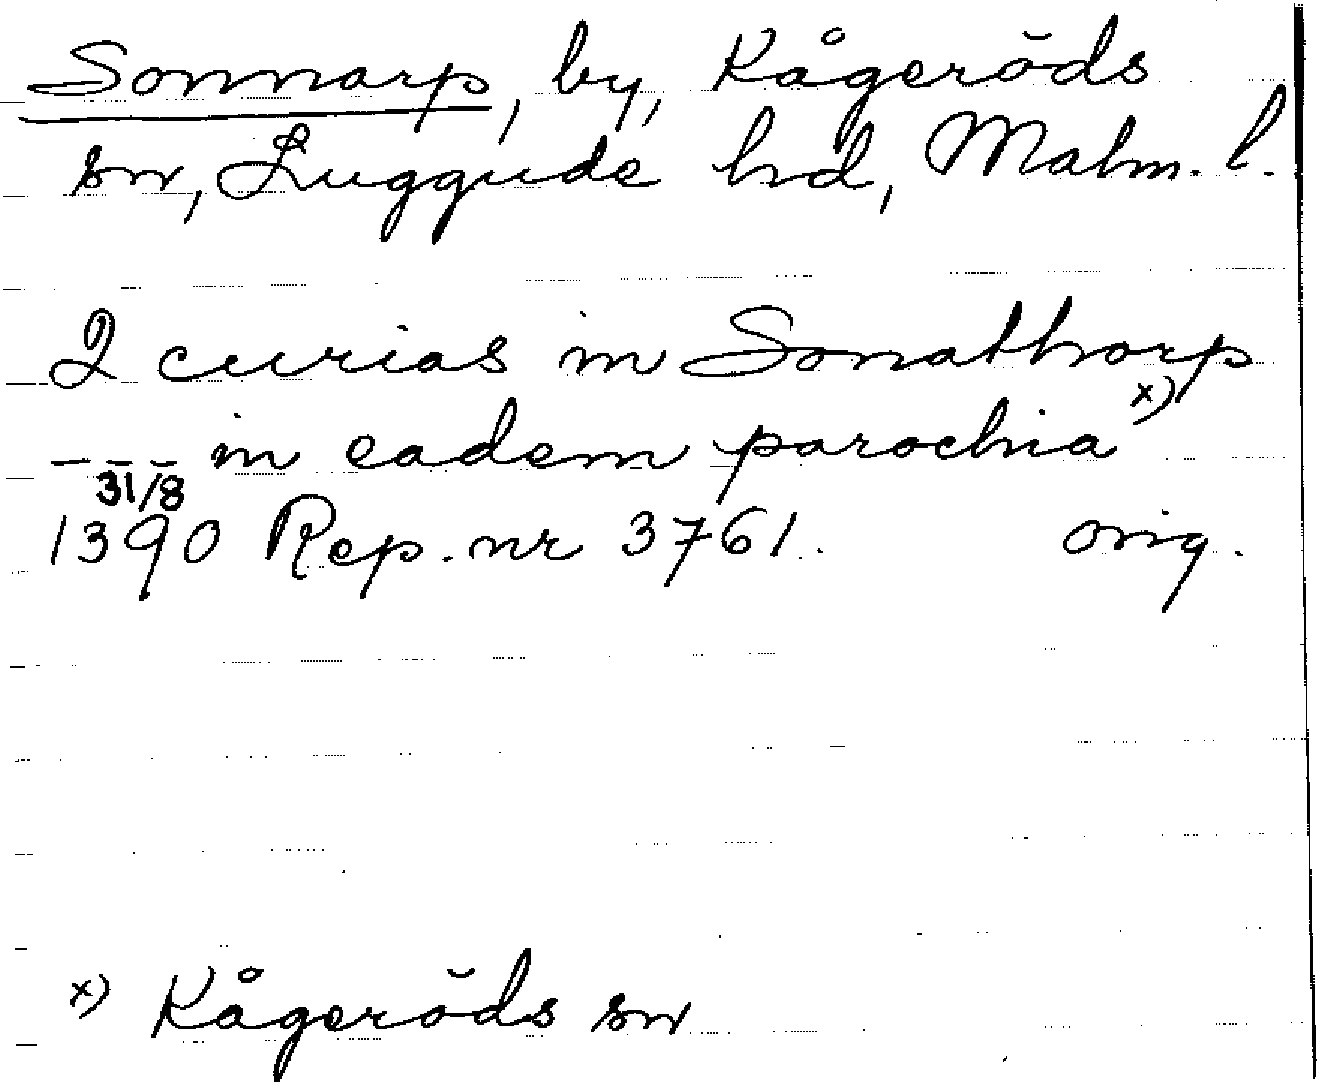 Sonnarp, by, Kågeröds
sn, Luggude hd, Malm. l.
2 curias in Sonathorp
--- in eadem parochia x)
31/8
1390 Rep. nr 3761. orig.
x) Kågeröds sn